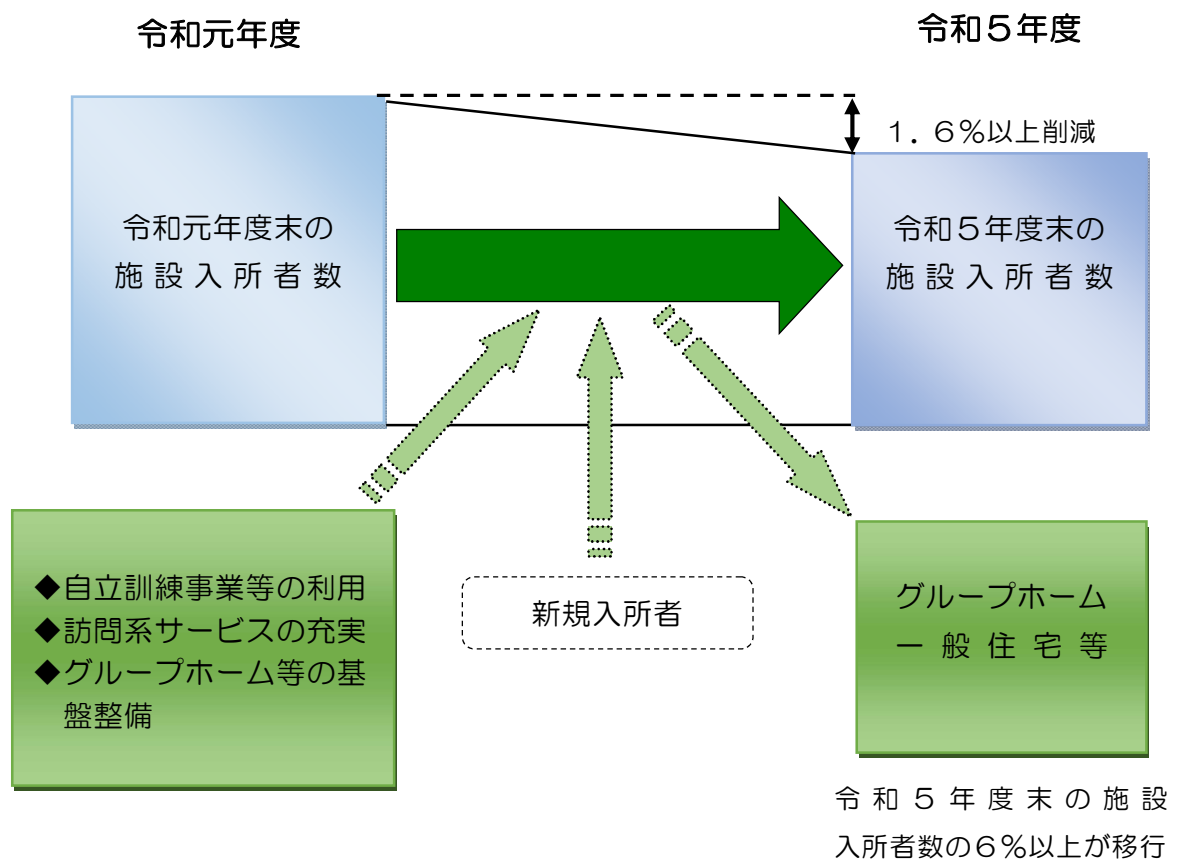 令和元年度
令和５年度
１．６％以上削減
令和元年度末の
施設入所者数
令和５年度末の
施設入所者数
◆自立訓練事業等の利用
◆訪問系サービスの充実
◆グループホーム等の基
盤整備
新規入所者
グループホーム
一般住宅等
令和５年度末の施設
入所者数の６％以上が移行